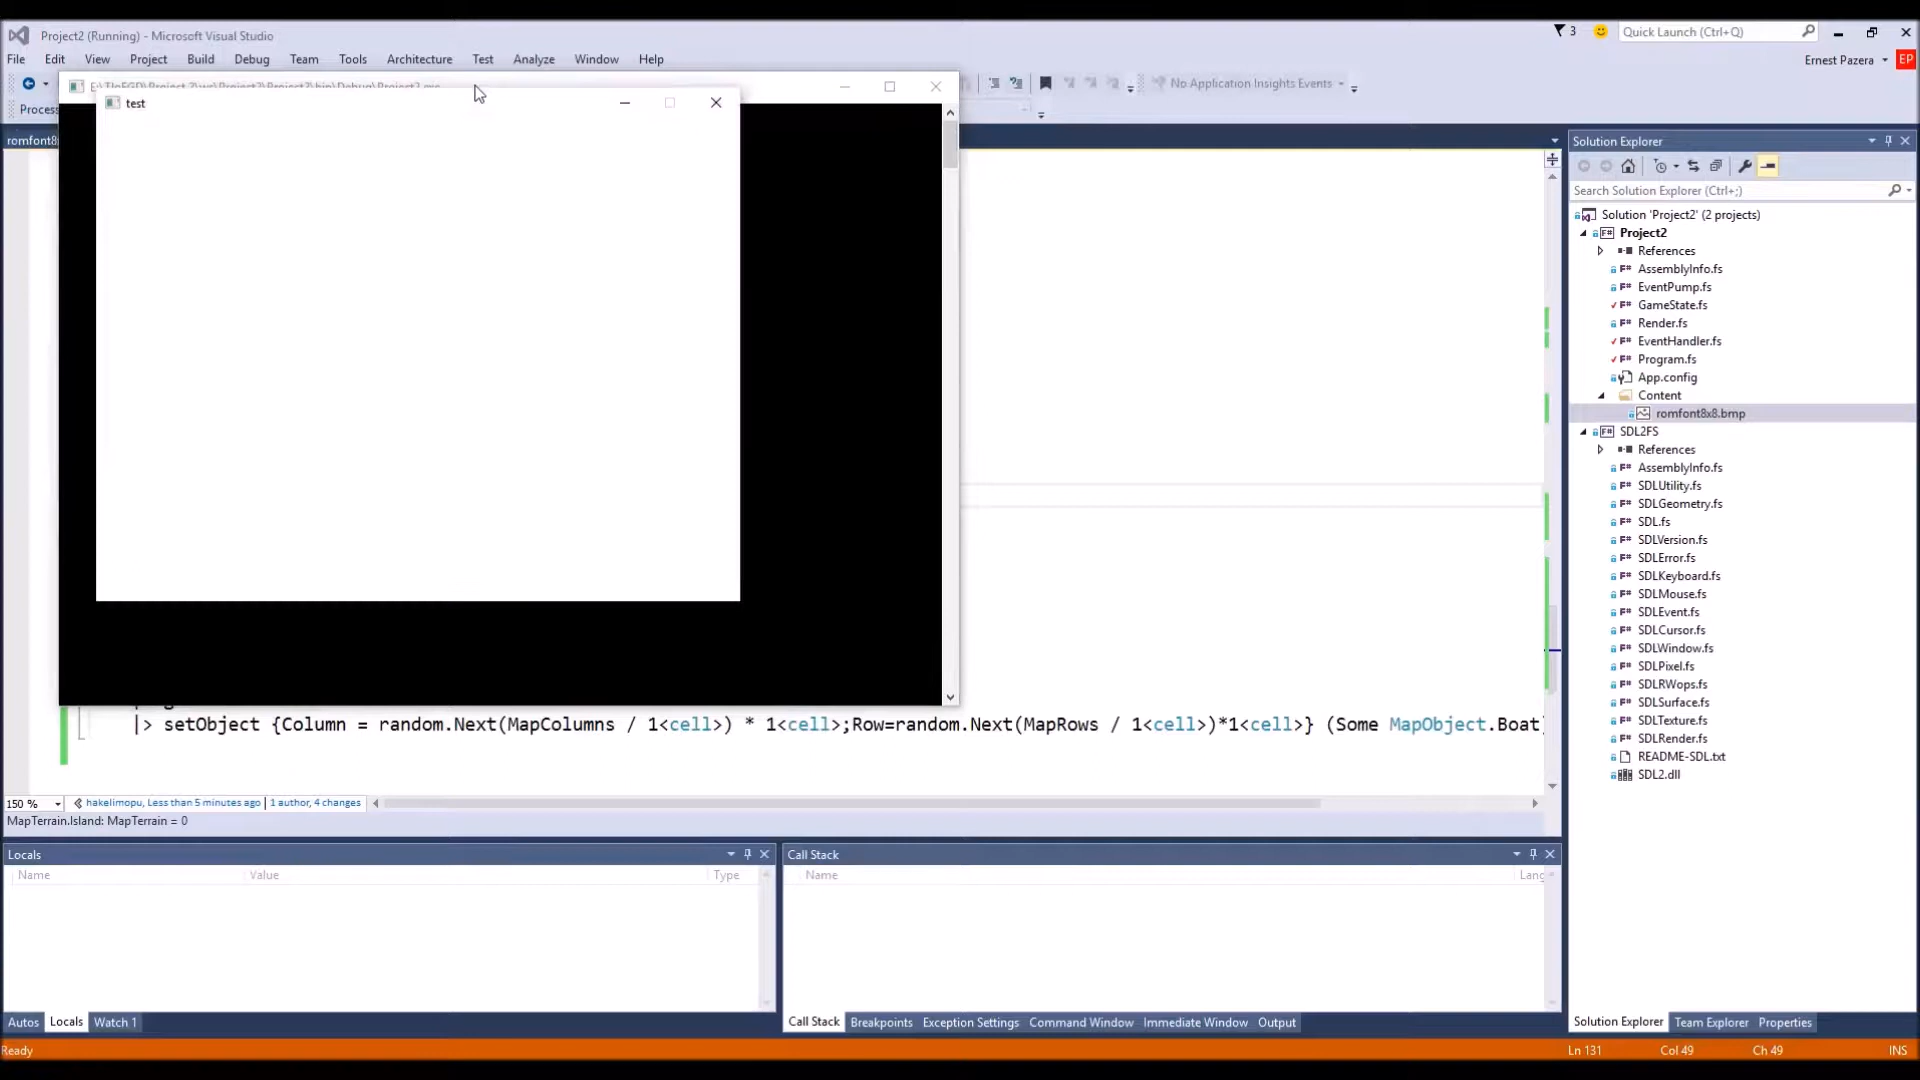 Project2 (Running) - Microsoft Visual Studio
3
Quick Launch (Ctrl+Q)
File Edit View Project Build Debug Team Tools Architecture Test Analyze Window Help
Ernest Pazera EP
No Application Insights Events
test
Process
romfont8
Solution Explorer
Search Solution Explorer (Ctrl+;)
Solution 'Project2' (2 projects)
F# Project2
References
F# AssemblyInfo.fs
F# EventPump.fs
F# GameState.fs
F# Render.fs
F# EventHandler.fs
F# Program.fs
App.config
Content
romfont8x8.bmp
F# SDL2FS
References
F# AssemblyInfo.fs
F# SDLUtility.fs
F# SDLGeometry.fs
F# SDL.fs
F# SDLVersion.fs
F# SDLError.fs
F# SDLKeyboard.fs
F# SDLMouse.fs
F# SDLEvent.fs
F# SDLCursor.fs
F# SDLWindow.fs
F# SDLPixel.fs
F# SDLRWops.fs
F# SDLSurface.fs
F# SDLTexture.fs
F# SDLRender.fs
README-SDL.txt
SDL2.dll
|> setObject {Column = random.Next(MapColumns / 1<cell>) * 1<cell>;Row=random.Next(MapRows / 1<cell>)*1<cell>} (Some MapObject.Boat)
150 % hakelimopu, Less than 5 minutes ago | 1 author, 4 changes
MapTerrain.Island: MapTerrain = 0
Locals
Name Value Type
Call Stack
Name Lang
Autos Locals Watch 1
Call Stack Breakpoints Exception Settings Command Window Immediate Window Output
Solution Explorer Team Explorer Properties
Ready
Ln 131 Col 49 Ch 49 INS